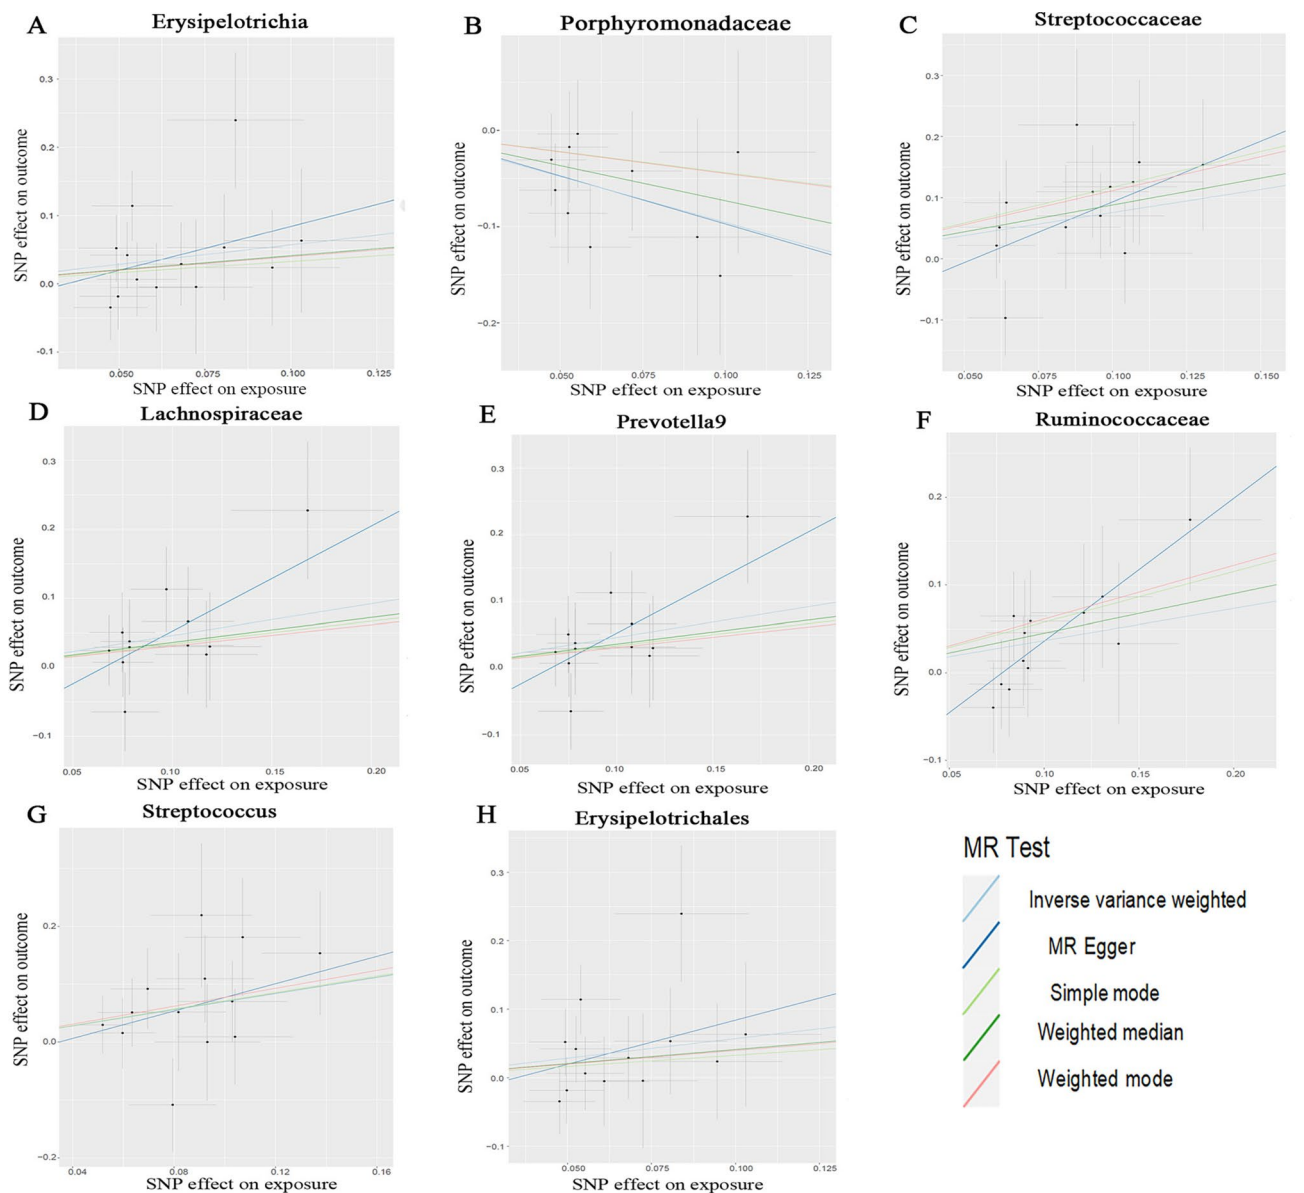 A Erysipelotrichia
SNP effect on outcome
0.3
0.2
0.1
0.0
-0.1
0.050 0.075 0.100 0.125
SNP effect on exposure
B Porphyromonadaceae
SNP effect on outcome
0.0
-0.1
-0.2
0.050 0.075 0.100 0.125
SNP effect on exposure
C Streptococcaceae
SNP effect on outcome
0.3
0.2
0.1
0.0
-0.1
0.050 0.075 0.100 0.125 0.150
SNP effect on exposure
D Lachnospiraceae
SNP effect on outcome
0.3
0.2
0.1
0.0
-0.1
0.05 0.10 0.15 0.20
SNP effect on exposure
E Prevotella9
SNP effect on outcome
0.3
0.2
0.1
0.0
-0.1
0.05 0.10 0.15 0.20
SNP effect on exposure
F Ruminococcaceae
SNP effect on outcome
0.2
0.1
0.0
-0.1
0.05 0.10 0.15 0.20
SNP effect on exposure
G Streptococcus
SNP effect on outcome
0.2
0.0
-0.2
0.04 0.08 0.12 0.16
SNP effect on exposure
H Erysipelotrichales
SNP effect on outcome
0.3
0.2
0.1
0.0
-0.1
0.050 0.075 0.100 0.125
SNP effect on exposure
MR Test
Inverse variance weighted
MR Egger
Simple mode
Weighted median
Weighted mode